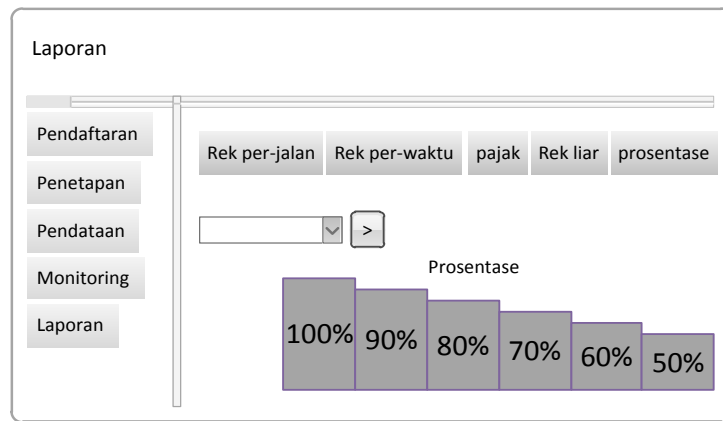 Laporan
Pendaftaran
Penetapan
Pendataan
Monitoring
Laporan
Rek per-jalan Rek per-waktu pajak Rek liar prosentase
>
Prosentase
100% 90% 80% 70% 60% 50%